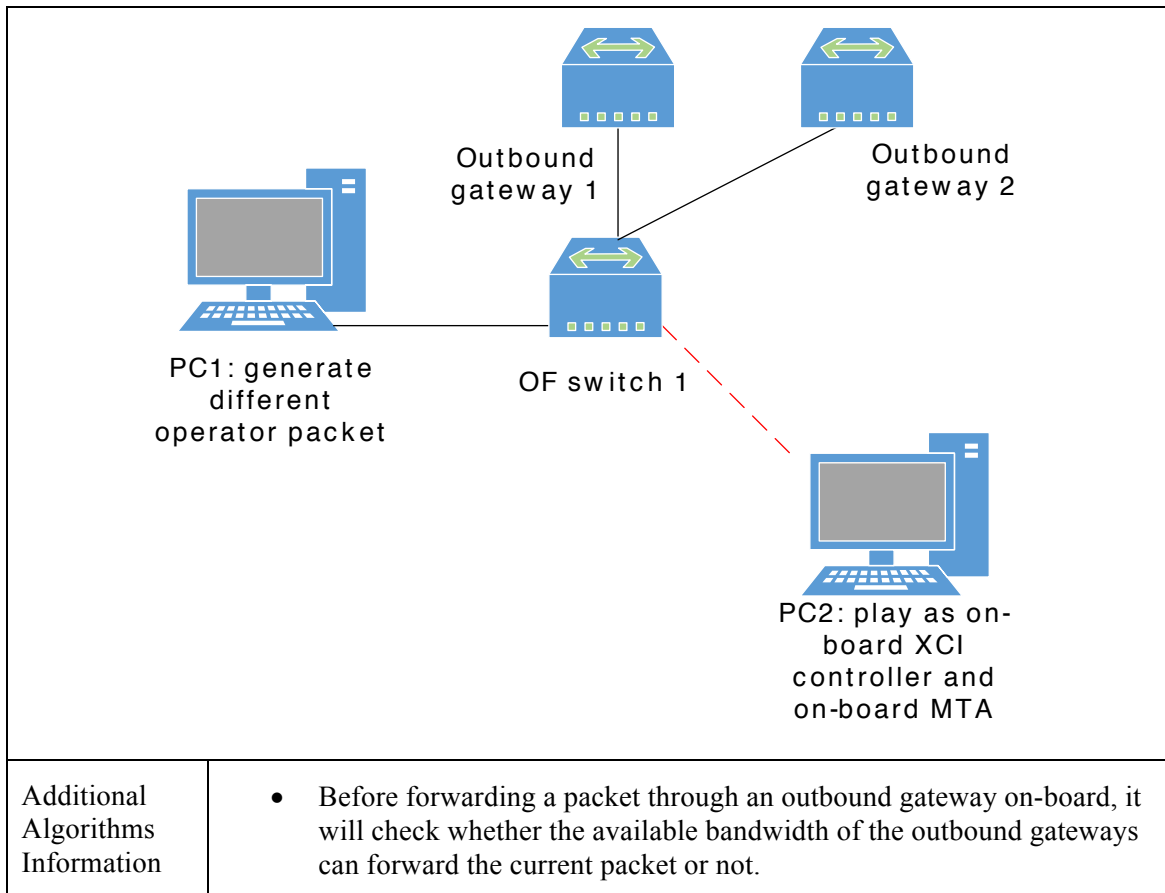 Outbound
gateway 1
Outbound
gateway 2
PC1: generate
different
operator packet
OF switch 1
PC2: play as on-
board XCI
controller and
on-board MTA
Additional
Algorithms
Information
• Before forwarding a packet through an outbound gateway on-board, it
will check whether the available bandwidth of the outbound gateways
can forward the current packet or not.